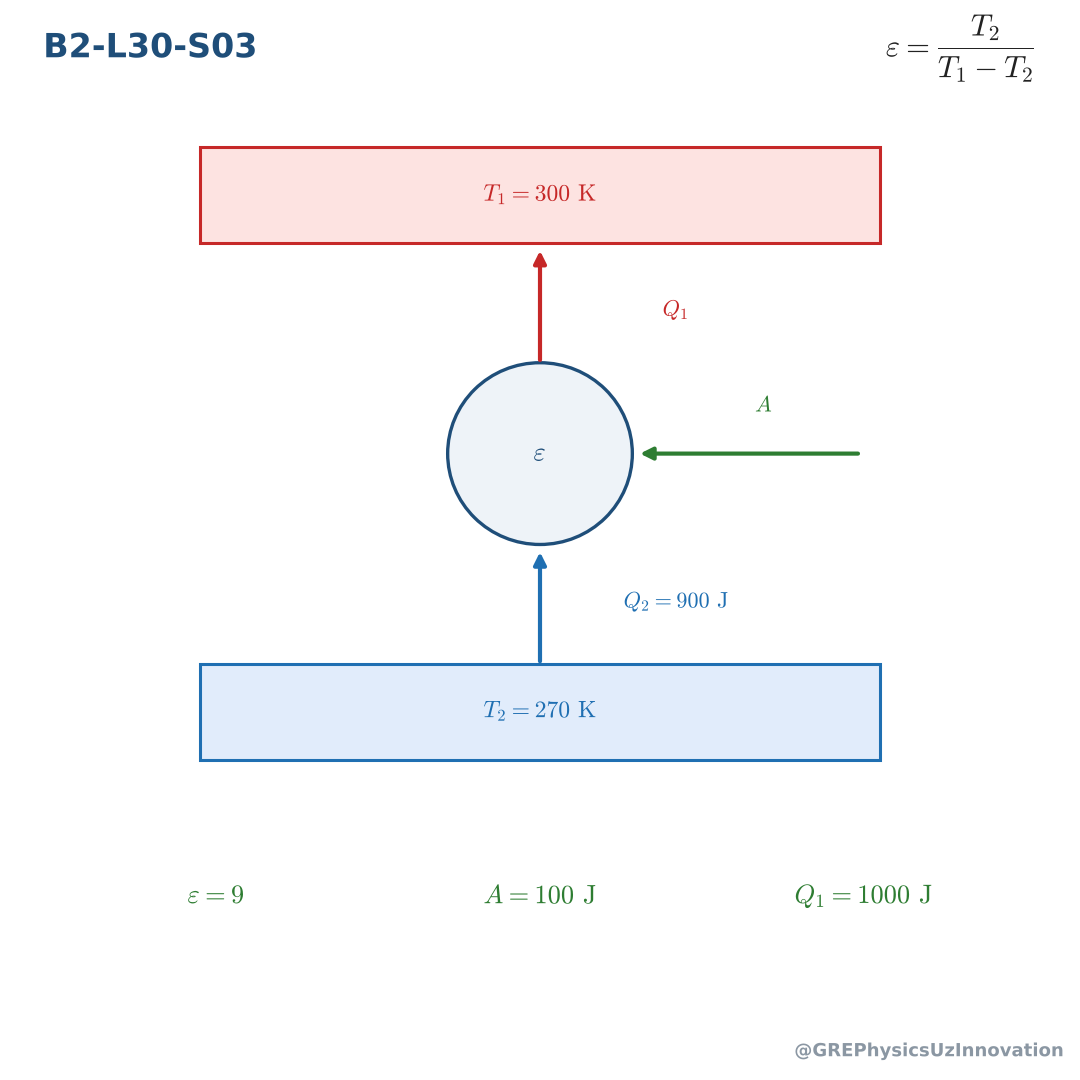 B2-L30-S03
ε = T₂ / (T₁ − T₂)
T₁ = 300 K
Q₁
A
ε
Q₂ = 900 J
T₂ = 270 K
ε = 9
A = 100 J
Q₁ = 1000 J
@GREPhysicsUzInnovation